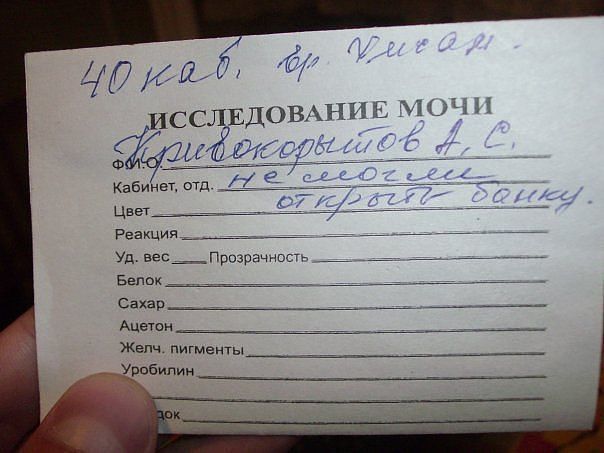 40 каб. вр.
ИССЛЕДОВАНИЕ МОЧИ
Ф.И.О. Кривокорытов А. С.
Кабинет, отд. не могли
открыть банку.
Цвет
Реакция
Уд. вес Прозрачность
Белок
Сахар
Ацетон
Желч. пигменты
Уробилин